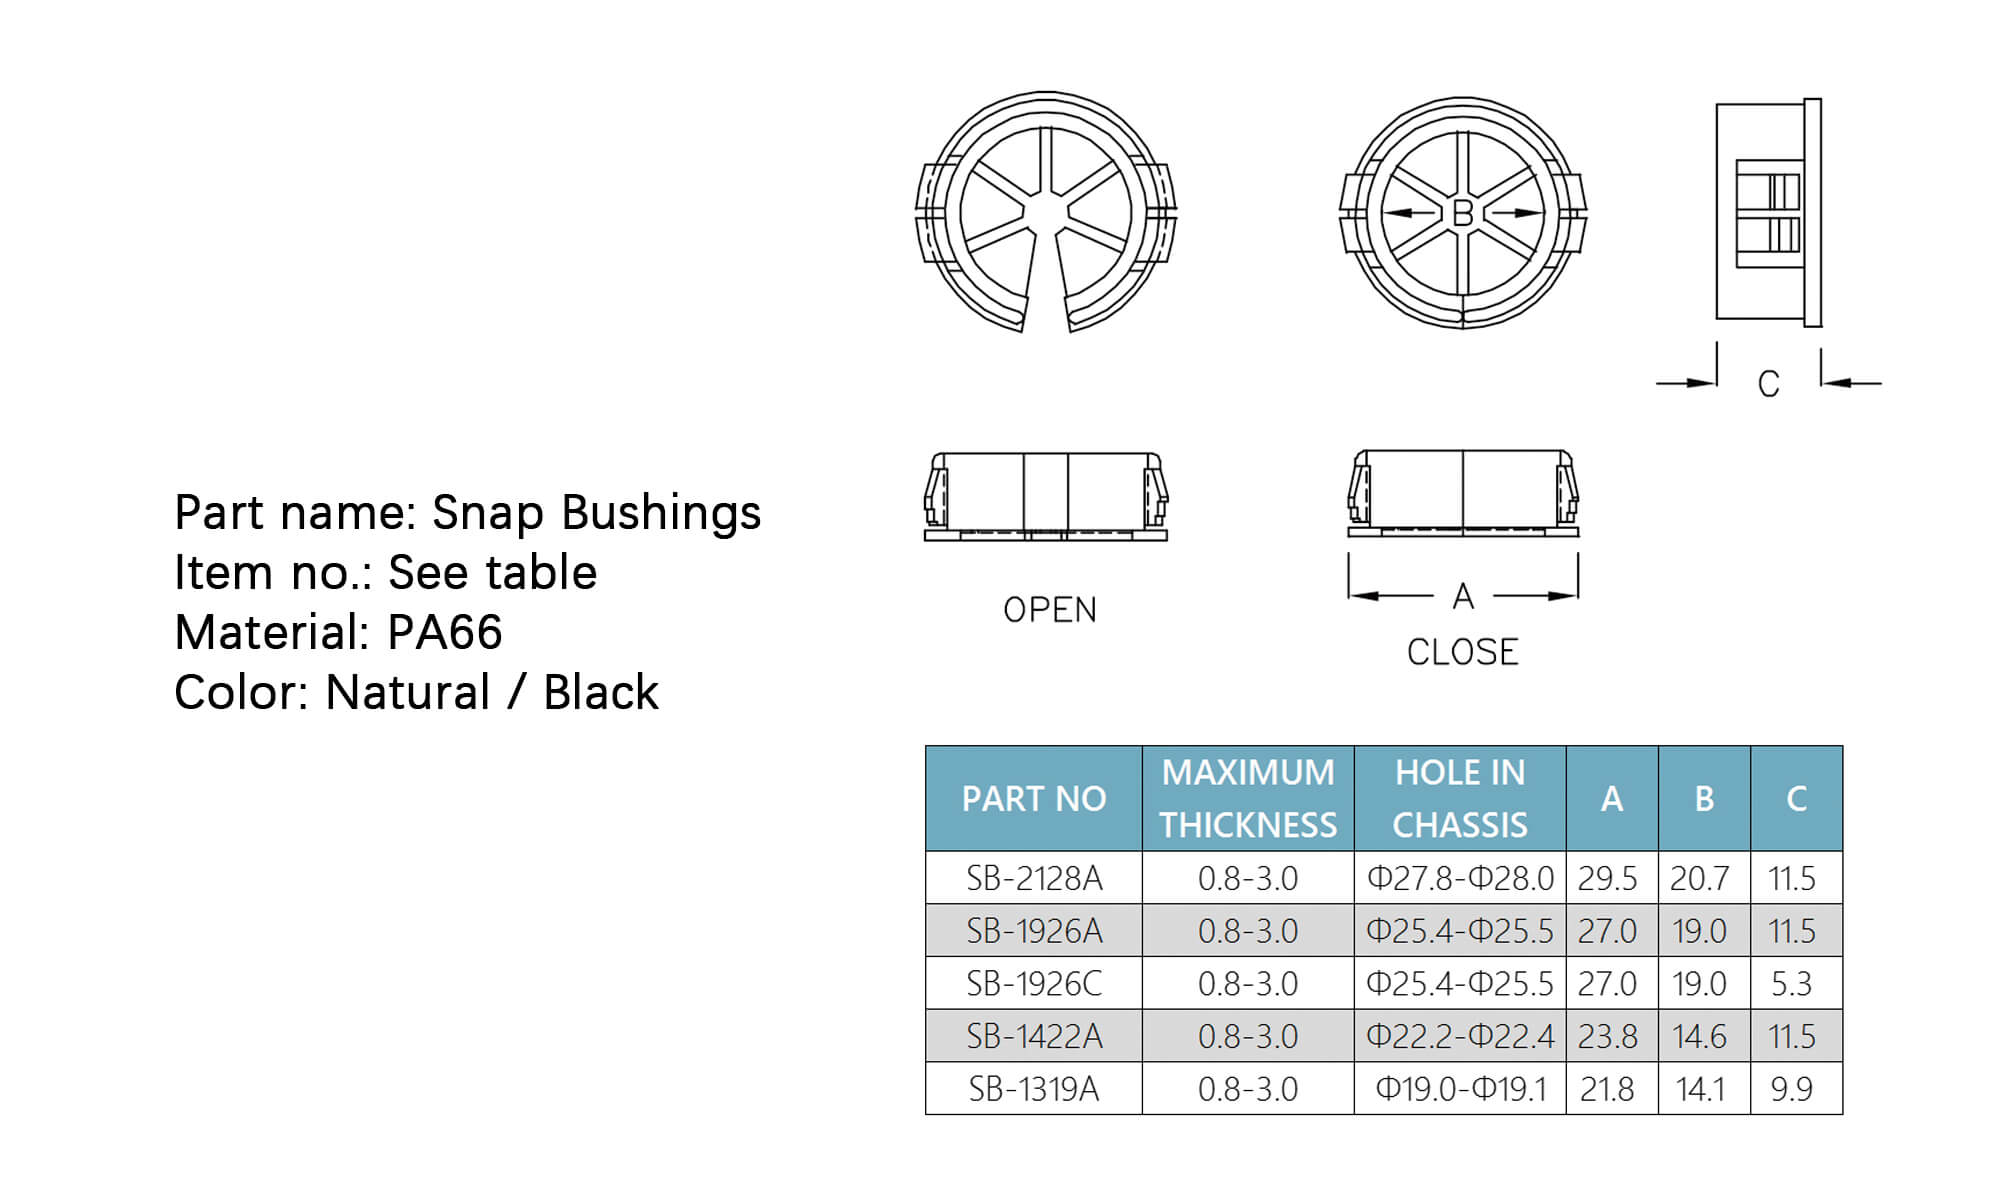 B
C
A
OPEN
CLOSE
Part name: Snap Bushings
Item no.: See table
Material: PA66
Color: Natural / Black
PART NO MAXIMUM THICKNESS HOLE IN CHASSIS A B C
SB-2128A 0.8-3.0 Φ27.8-Φ28.0 29.5 20.7 11.5
SB-1926A 0.8-3.0 Φ25.4-Φ25.5 27.0 19.0 11.5
SB-1926C 0.8-3.0 Φ25.4-Φ25.5 27.0 19.0 5.3
SB-1422A 0.8-3.0 Φ22.2-Φ22.4 23.8 14.6 11.5
SB-1319A 0.8-3.0 Φ19.0-Φ19.1 21.8 14.1 9.9